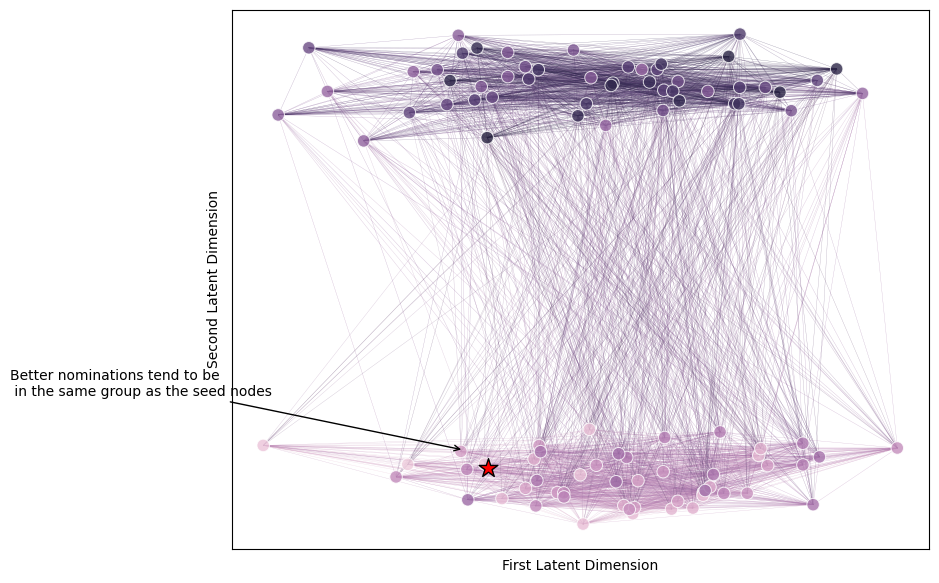 Second Latent Dimension
Better nominations tend to be
in the same group as the seed nodes
First Latent Dimension